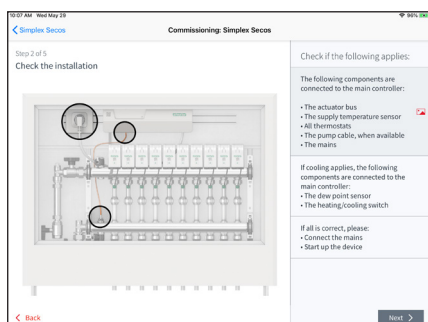 10:07 AM Wed May 29
96%
Simplex Secos
Commissioning: Simplex Secos
Step 2 of 5
Check the installation
Check if the following applies:
The following components are
connected to the main controller:
• The actuator bus
• The supply temperature sensor
• All thermostats
• The pump cable, when available
• The mains
If cooling applies, the following
components are connected to the
main controller:
• The dew point sensor
• The heating/cooling switch
If all is correct, please:
• Connect the mains
• Start up the device
Back
Next